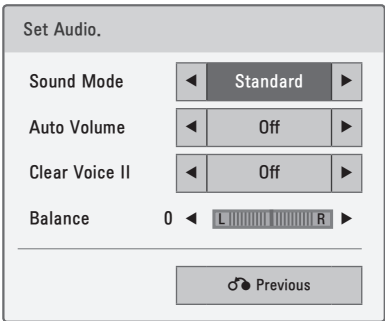 Set Audio.
Sound Mode ◀ Standard ▶
Auto Volume ◀ Off ▶
Clear Voice II ◀ Off ▶
Balance 0 ◀ L R ▶
Previous